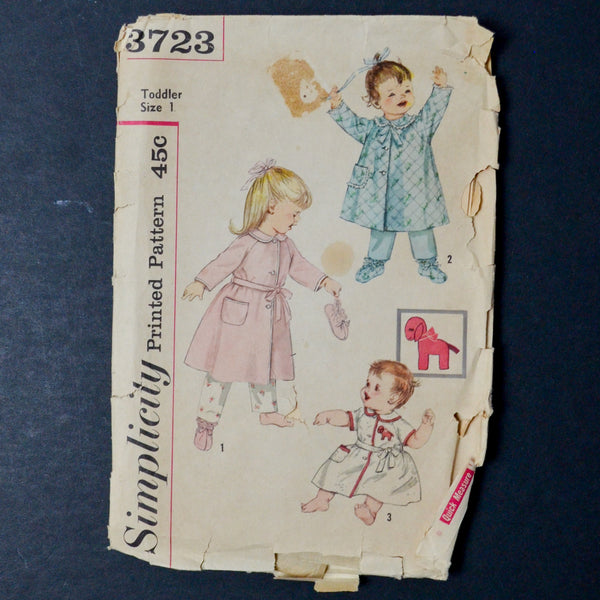 3723
Toddler
Size 1
45c
Printed Pattern
Simplicity
2
1
3
Quick Measure